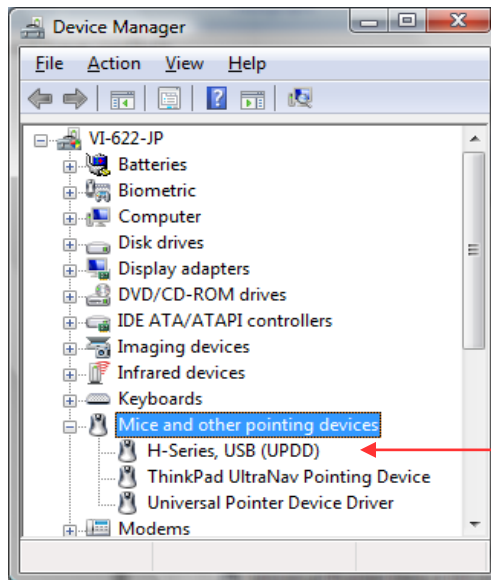 Device Manager
File Action View Help
VI-622-JP
Batteries
Biometric
Computer
Disk drives
Display adapters
DVD/CD-ROM drives
IDE ATA/ATAPI controllers
Imaging devices
Infrared devices
Keyboards
Mice and other pointing devices
H-Series, USB (UPDD)
ThinkPad UltraNav Pointing Device
Universal Pointer Device Driver
Modems